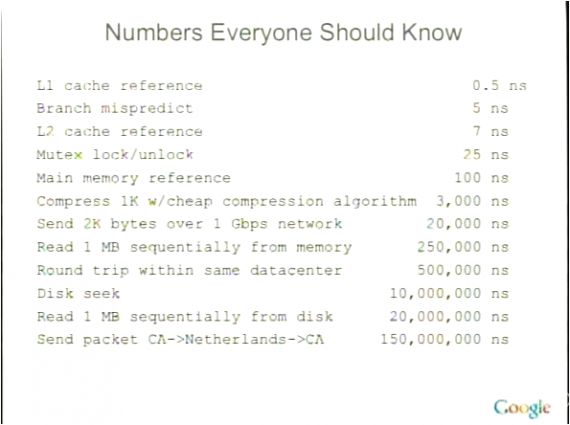 Numbers Everyone Should Know
L1 cache reference 0.5 ns
Branch mispredict 5 ns
L2 cache reference 7 ns
Mutex lock/unlock 25 ns
Main memory reference 100 ns
Compress 1K w/cheap compression algorithm 3,000 ns
Send 2K bytes over 1 Gbps network 20,000 ns
Read 1 MB sequentially from memory 250,000 ns
Round trip within same datacenter 500,000 ns
Disk seek 10,000,000 ns
Read 1 MB sequentially from disk 20,000,000 ns
Send packet CA->Netherlands->CA 150,000,000 ns
Google